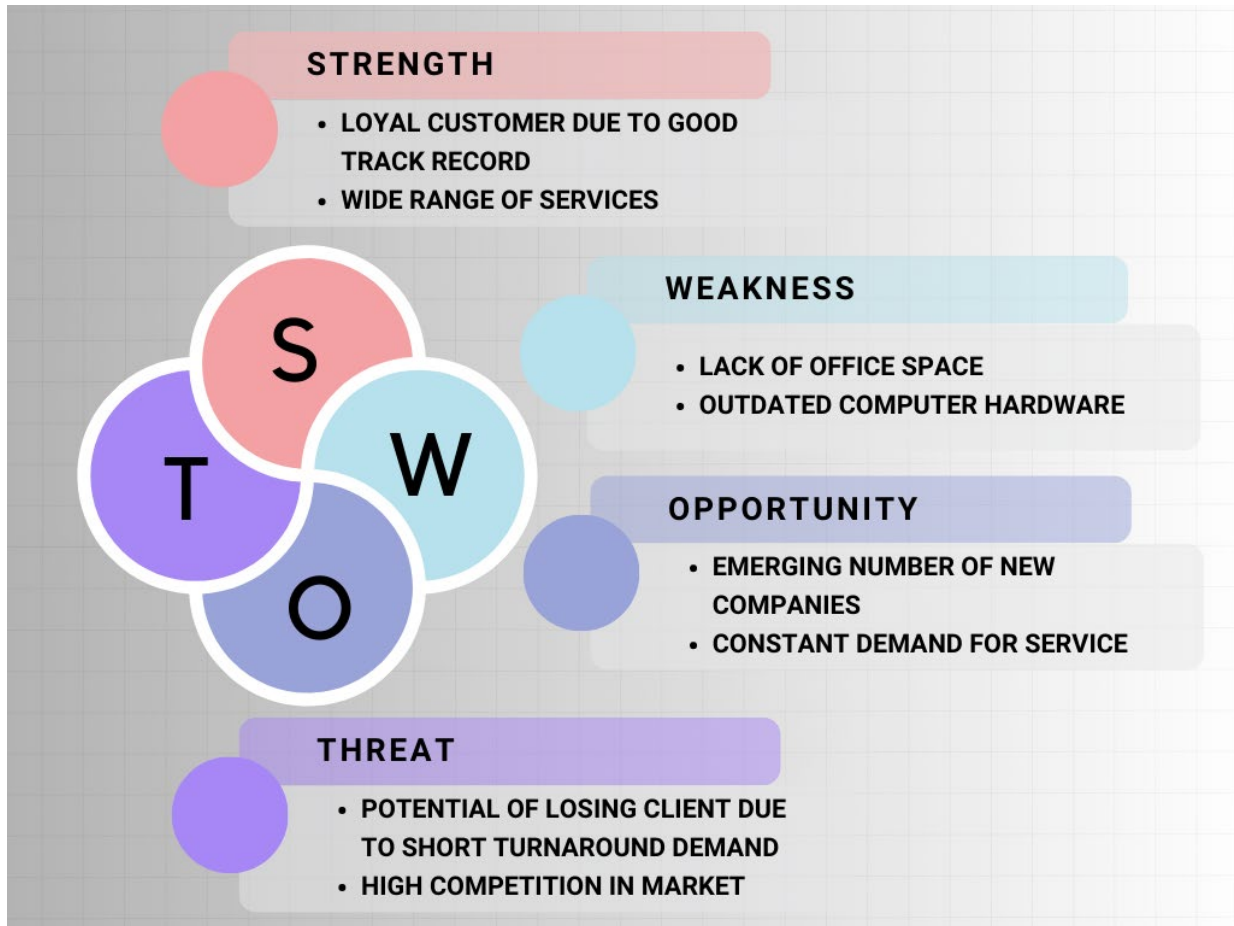 STRENGTH
• LOYAL CUSTOMER DUE TO GOOD
TRACK RECORD
• WIDE RANGE OF SERVICES
S
W
T
O
WEAKNESS
• LACK OF OFFICE SPACE
• OUTDATED COMPUTER HARDWARE
OPPORTUNITY
• EMERGING NUMBER OF NEW
COMPANIES
• CONSTANT DEMAND FOR SERVICE
THREAT
• POTENTIAL OF LOSING CLIENT DUE
TO SHORT TURNAROUND DEMAND
• HIGH COMPETITION IN MARKET